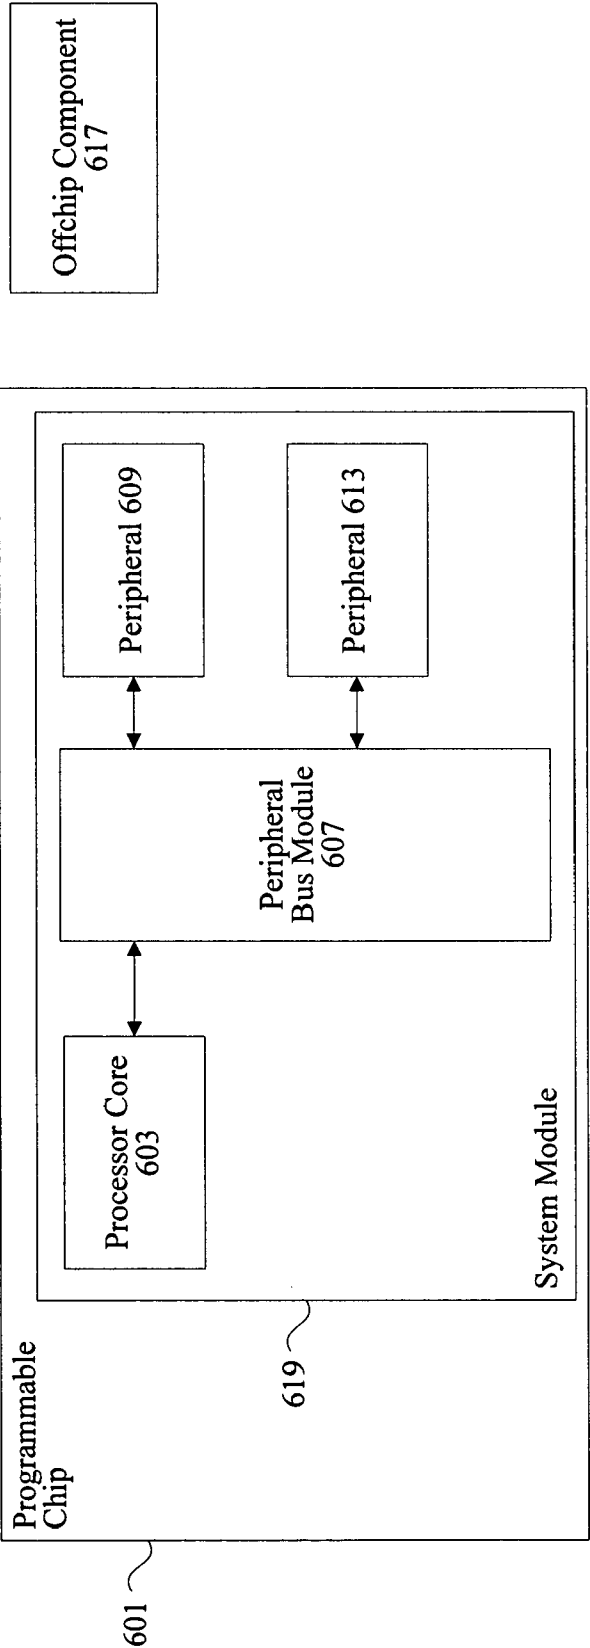 Programmable
Chip
601
System Module
619
Processor Core
603
Peripheral
Bus Module
607
Peripheral 609
Peripheral 613
Offchip Component
617